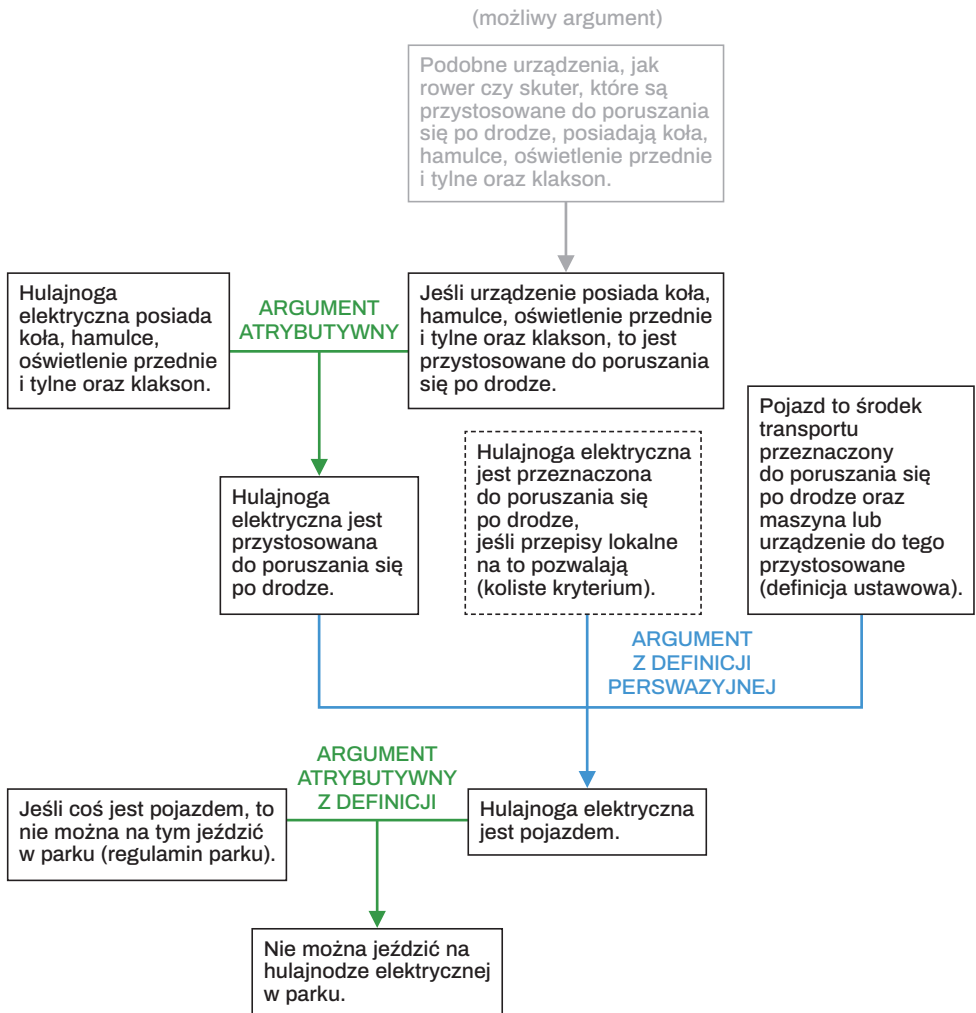 (możliwy argument)
Podobne urządzenia, jak
rower czy skuter, które są
przystosowane do poruszania
się po drodze, posiadają koła,
hamulce, oświetlenie przednie
i tylne oraz klakson.
Hulajnoga
elektryczna posiada
koła, hamulce,
oświetlenie przednie
i tylne oraz klakson.
ARGUMENT
ATRYBUTYWNY
Jeśli urządzenie posiada koła,
hamulce, oświetlenie przednie
i tylne oraz klakson, to jest
przystosowane do poruszania
się po drodze.
Hulajnoga
elektryczna jest
przystosowana
do poruszania się
po drodze.
Hulajnoga elektryczna
jest przeznaczona
do poruszania się
po drodze,
jeśli przepisy lokalne
na to pozwalają
(koliste kryterium).
Pojazd to środek
transportu
przeznaczony
do poruszania się
po drodze oraz
maszyna lub
urządzenie do tego
przystosowane
(definicja ustawowa).
ARGUMENT
Z DEFINICJI
PERSWAZYJNEJ
Jeśli coś jest pojazdem, to
nie można na tym jeździć
w parku (regulamin parku).
ARGUMENT
ATRYBUTYWNY
Z DEFINICJI
Hulajnoga elektryczna
jest pojazdem.
Nie można jeździć na
hulajnodze elektrycznej
w parku.